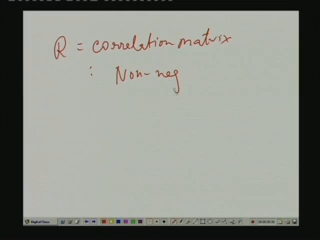 R = correlation matrix
: Non-neg